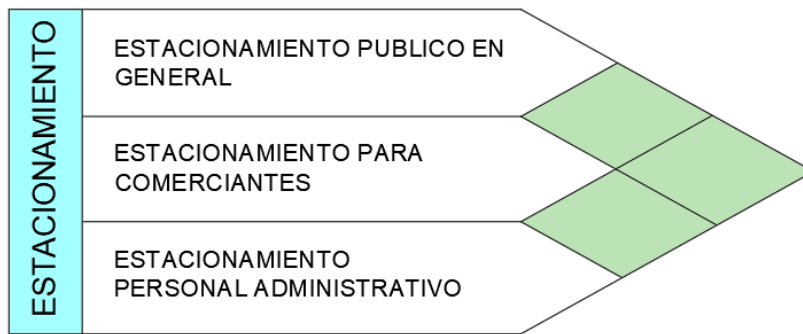 ESTACIONAMIENTO
ESTACIONAMIENTO PUBLICO EN
GENERAL
ESTACIONAMIENTO PARA
COMERCIANTES
ESTACIONAMIENTO
PERSONAL ADMINISTRATIVO